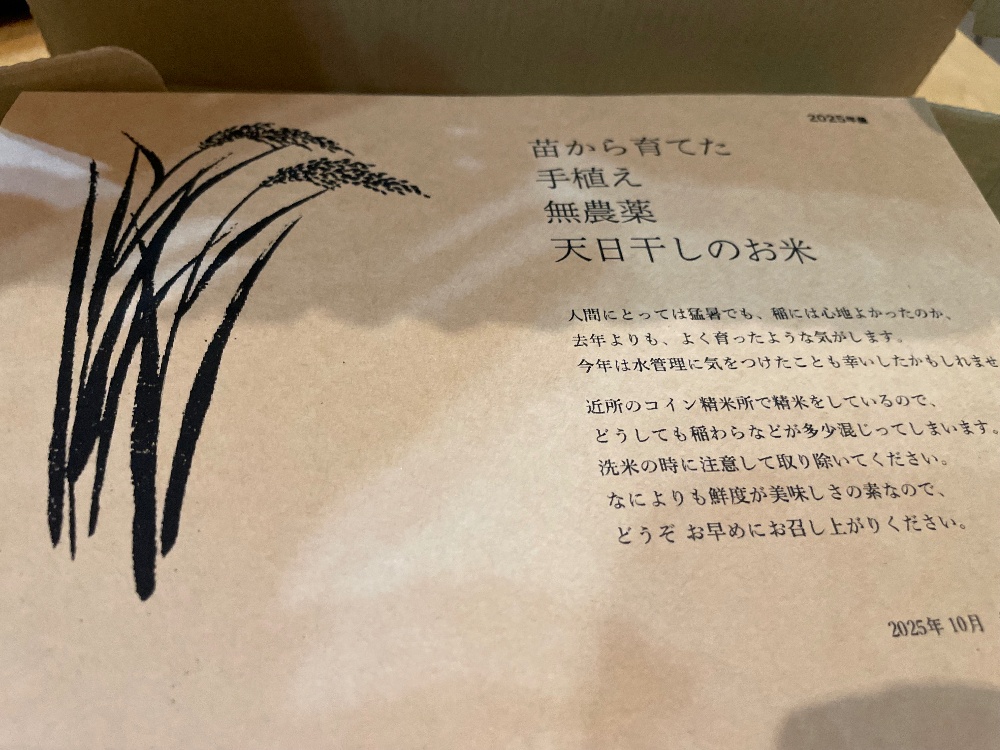 2025年産
苗から育てた
手植え
無農薬
天日干しのお米
人間にとっては猛暑でも、稲には心地よかったのか、
去年よりも、よく育ったような気がします。
今年は水管理に気をつけたことも幸いしたかもしれませ
近所のコイン精米所で精米をしているので、
どうしても稲わらなどが多少混じってしまいます。
洗米の時に注意して取り除いてください。
なによりも鮮度が美味しさの素なので、
どうぞ お早めにお召し上がりください。
2025年 10月